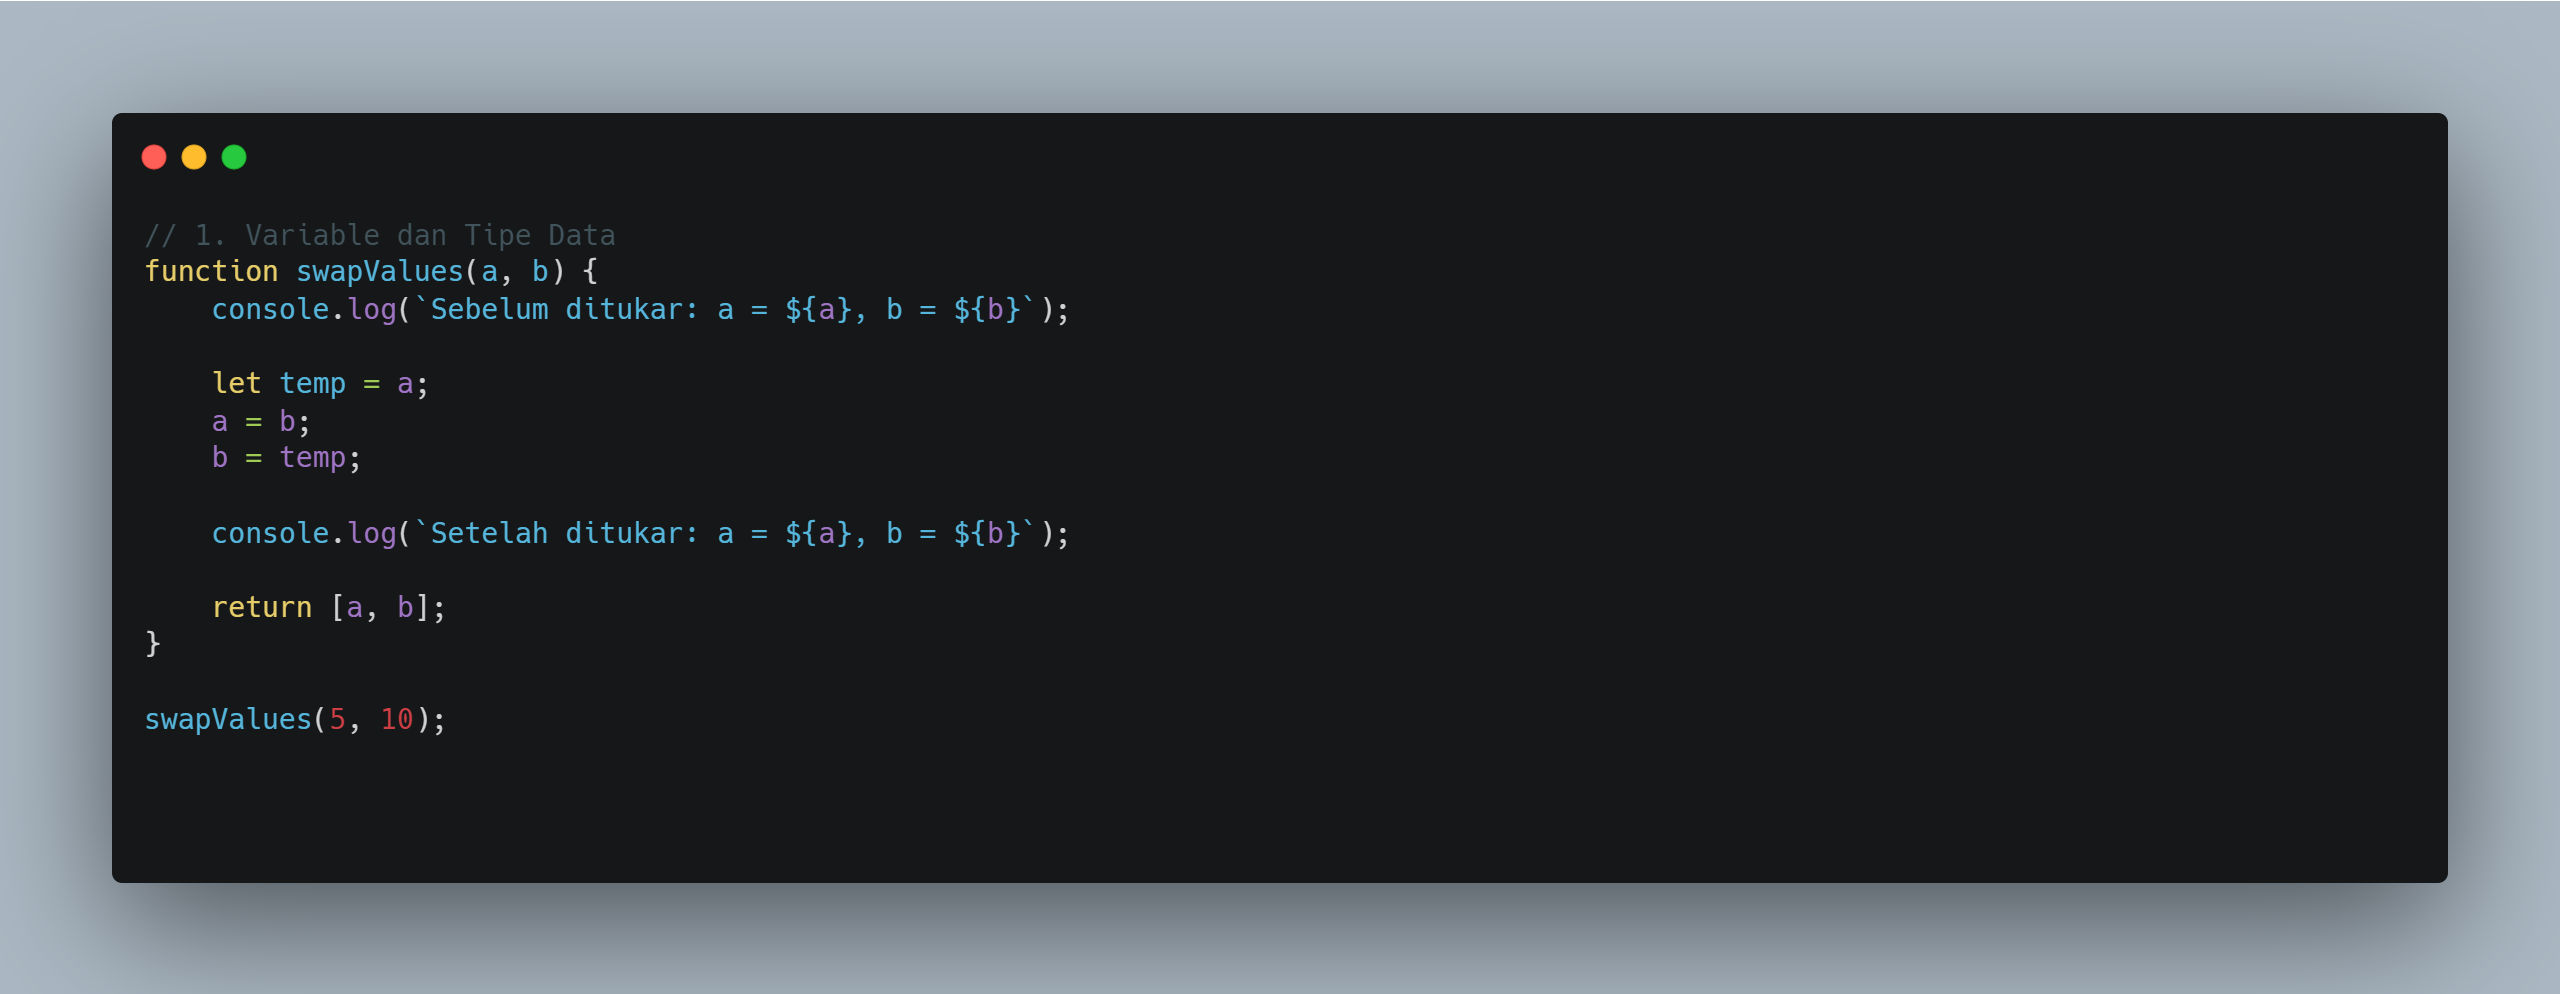 // 1. Variable dan Tipe Data
function swapValues(a, b) {
    console.log(`Sebelum ditukar: a = ${a}, b = ${b}`);

    let temp = a;
    a = b;
    b = temp;

    console.log(`Setelah ditukar: a = ${a}, b = ${b}`);

    return [a, b];
}

swapValues(5, 10);